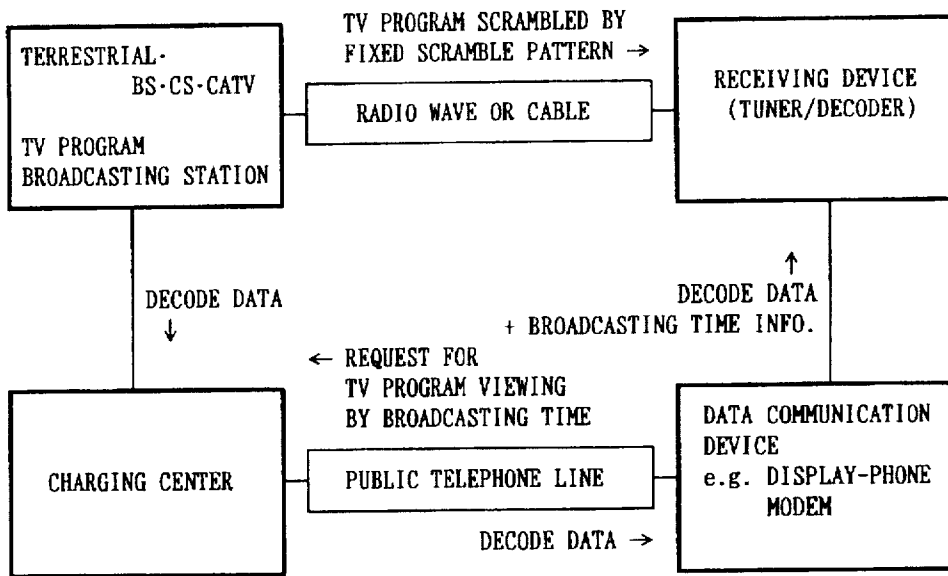 TV PROGRAM SCRAMBLED BY
FIXED SCRAMBLE PATTERN →
TERRESTRIAL·
BS·CS·CATV
TV PROGRAM
BROADCASTING STATION
RADIO WAVE OR CABLE
RECEIVING DEVICE
(TUNER/DECODER)
DECODE DATA
↓
↑
DECODE DATA
+ BROADCASTING TIME INFO.
← REQUEST FOR
TV PROGRAM VIEWING
BY BROADCASTING TIME
CHARGING CENTER
PUBLIC TELEPHONE LINE
DATA COMMUNICATION
DEVICE
e.g. DISPLAY-PHONE
MODEM
DECODE DATA →